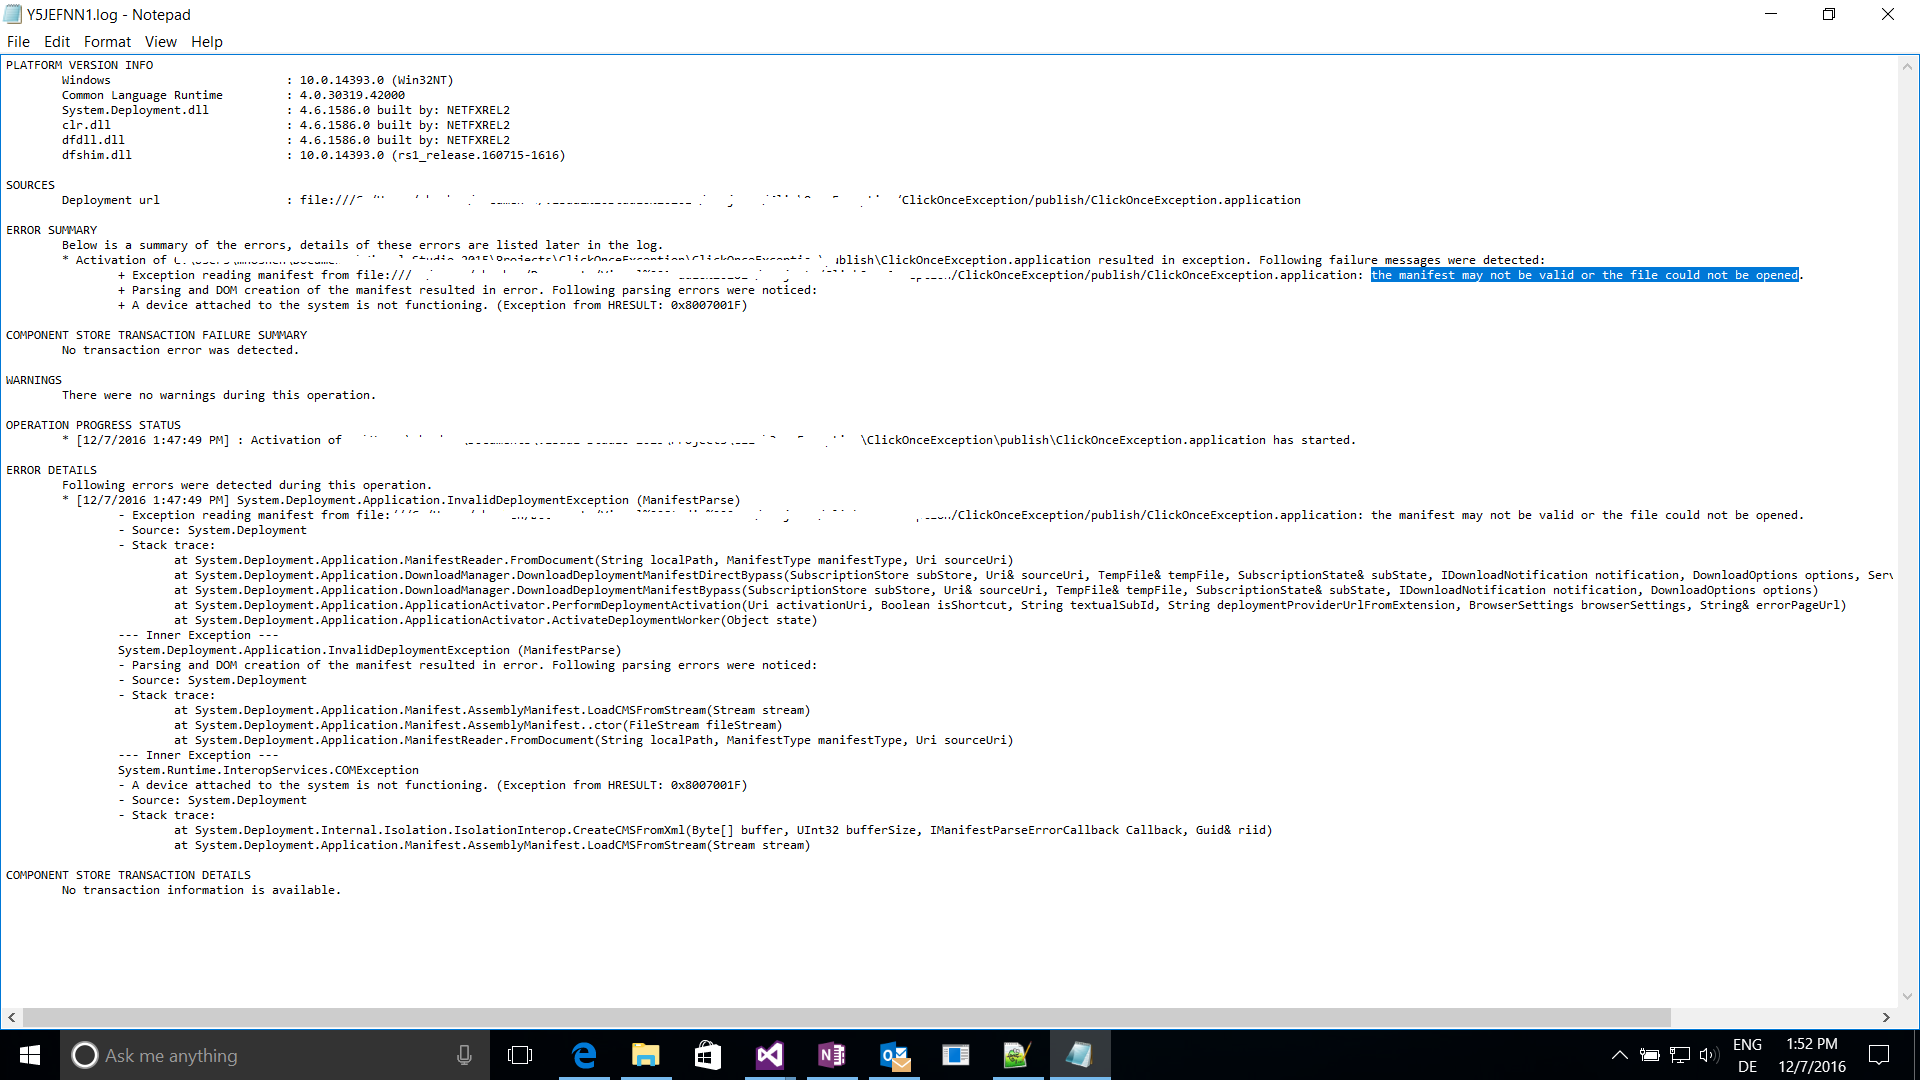 Y5JEFNN1.log - Notepad
File Edit Format View Help
PLATFORM VERSION INFO
Windows : 10.0.14393.0 (Win32NT)
Common Language Runtime : 4.0.30319.42000
System.Deployment.dll : 4.6.1586.0 built by: NETFXREL2
clr.dll : 4.6.1586.0 built by: NETFXREL2
dfdll.dll : 4.6.1586.0 built by: NETFXREL2
dfshim.dll : 10.0.14393.0 (rs1_release.160715-1616)
SOURCES
Deployment url : file:/// /ClickOnceException/publish/ClickOnceException.application
ERROR SUMMARY
Below is a summary of the errors, details of these errors are listed later in the log.
* Activation of \ClickOnceException.application resulted in exception. Following failure messages were detected:
+ Exception reading manifest from file:/// /ClickOnceException/publish/ClickOnceException.application: the manifest may not be valid or the file could not be opened.
+ Parsing and DOM creation of the manifest resulted in error. Following parsing errors were noticed:
+ A device attached to the system is not functioning. (Exception from HRESULT: 0x8007001F)
COMPONENT STORE TRANSACTION FAILURE SUMMARY
No transaction error was detected.
WARNINGS
There were no warnings during this operation.
OPERATION PROGRESS STATUS
* [12/7/2016 1:47:49 PM] : Activation of \ClickOnceException\publish\ClickOnceException.application has started.
ERROR DETAILS
Following errors were detected during this operation.
* [12/7/2016 1:47:49 PM] System.Deployment.Application.InvalidDeploymentException (ManifestParse)
- Exception reading manifest from file: /ClickOnceException/publish/ClickOnceException.application: the manifest may not be valid or the file could not be opened.
- Source: System.Deployment
- Stack trace:
at System.Deployment.Application.ManifestReader.FromDocument(String localPath, ManifestType manifestType, Uri sourceUri)
at System.Deployment.Application.DownloadManager.DownloadDeploymentManifestDirectBypass(SubscriptionStore subStore, Uri& sourceUri, TempFile& tempFile, SubscriptionState& subState, IDownloadNotification notification, DownloadOptions options, Serv
at System.Deployment.Application.DownloadManager.DownloadDeploymentManifestBypass(SubscriptionStore subStore, Uri& sourceUri, TempFile& tempFile, SubscriptionState& subState, IDownloadNotification notification, DownloadOptions options)
at System.Deployment.Application.ApplicationActivator.PerformDeploymentActivation(Uri activationUri, Boolean isShortcut, String textualSubId, String deploymentProviderUrlFromExtension, BrowserSettings browserSettings, String& errorPageUrl)
at System.Deployment.Application.ApplicationActivator.ActivateDeploymentWorker(Object state)
--- Inner Exception ---
System.Deployment.Application.InvalidDeploymentException (ManifestParse)
- Parsing and DOM creation of the manifest resulted in error. Following parsing errors were noticed:
- Source: System.Deployment
- Stack trace:
at System.Deployment.Application.Manifest.AssemblyManifest.LoadCMSFromStream(Stream stream)
at System.Deployment.Application.Manifest.AssemblyManifest..ctor(FileStream fileStream)
at System.Deployment.Application.ManifestReader.FromDocument(String localPath, ManifestType manifestType, Uri sourceUri)
--- Inner Exception ---
System.Runtime.InteropServices.COMException
- A device attached to the system is not functioning. (Exception from HRESULT: 0x8007001F)
- Source: System.Deployment
- Stack trace:
at System.Deployment.Internal.Isolation.IsolationInterop.CreateCMSFromXml(Byte[] buffer, UInt32 bufferSize, IManifestParseErrorCallback Callback, Guid& riid)
at System.Deployment.Application.Manifest.AssemblyManifest.LoadCMSFromStream(Stream stream)
COMPONENT STORE TRANSACTION DETAILS
No transaction information is available.
Ask me anything
ENG
DE
1:52 PM
12/7/2016